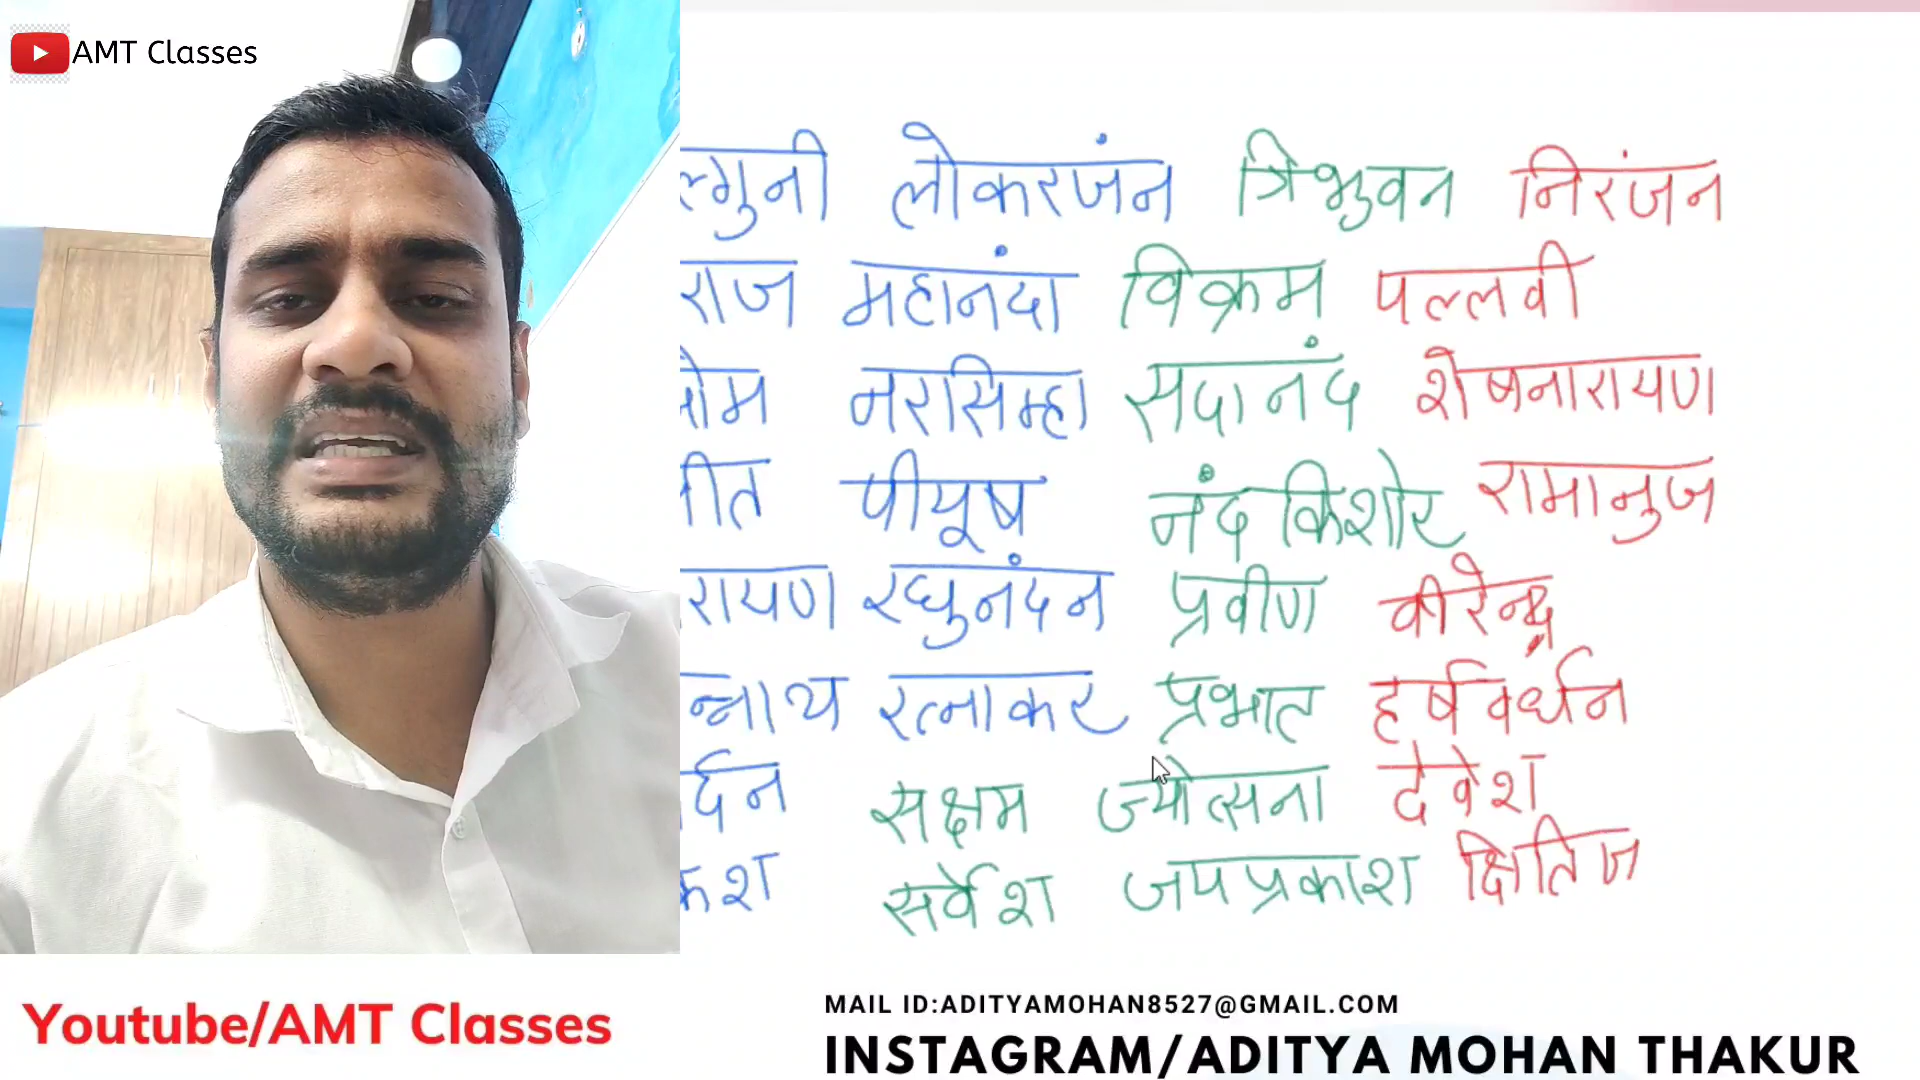 AMT Classes
ल्गुनी लोकरजंन त्रिभुवन निरंजन
राज महानंदा विक्रम पल्लवी
नरसिम्हा सदानंद शेषनारायण
पीयूष नंदकिशोर रामानुज
रायण रघुनंदन प्रवीण वीरेन्द्र
न्नाथ रत्नाकर प्रभात हर्षवर्धन
र्दन सक्षम ज्योत्सना देवेश
सर्वेश जयप्रकाश क्षितिज
Youtube/AMT Classes
MAIL ID:ADITYAMOHAN8527@GMAIL.COM
INSTAGRAM/ADITYA MOHAN THAKUR